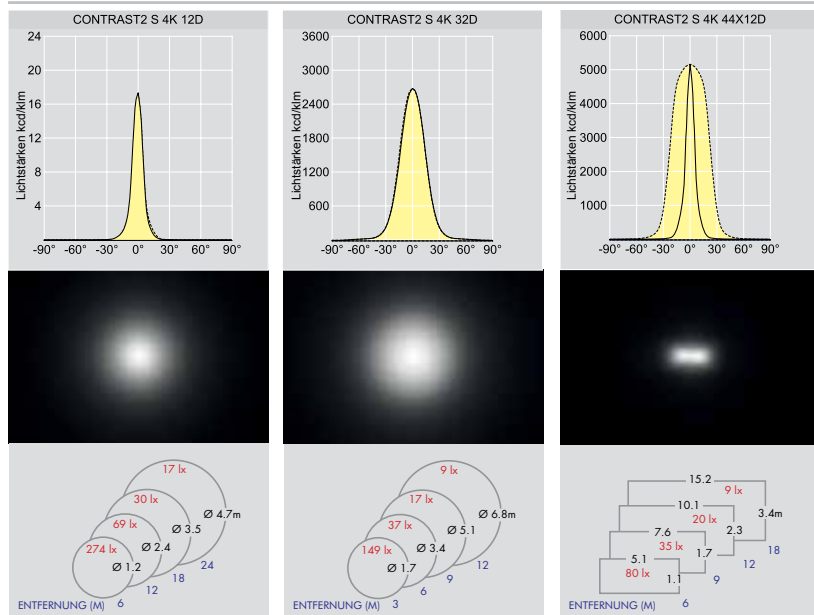 CONTRAST2 S 4K 12D
Lichtstärken kcd/klm
24
20
16
12
8
4
-90° -60° -30° 0° 30° 60° 90°
CONTRAST2 S 4K 32D
Lichtstärken kcd/klm
3600
3000
2400
1800
1200
600
-90° -60° -30° 0° 30° 60° 90°
CONTRAST2 S 4K 44X12D
Lichtstärken kcd/klm
6000
5000
4000
3000
2000
1000
-90° -60° -30° 0° 30° 60° 90°
17 lx
Ø 4.7m
30 lx
Ø 3.5
69 lx
Ø 2.4
274 lx
Ø 1.2
24
18
12
6
ENTFERNUNG (M)
9 lx
Ø 6.8m
17 lx
Ø 5.1
37 lx
Ø 3.4
149 lx
Ø 1.7
12
9
6
3
ENTFERNUNG (M)
15.2
9 lx
3.4m
10.1
20 lx
2.3
7.6
35 lx
1.7
5.1
80 lx
1.1
18
12
9
6
ENTFERNUNG (M)